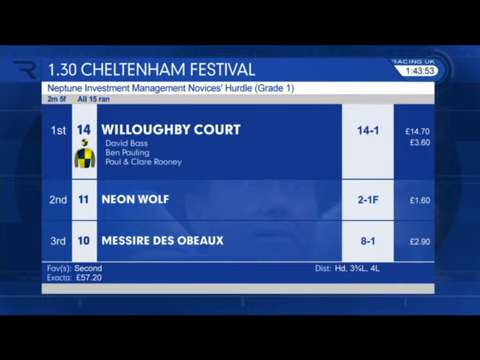 1.30 CHELTENHAM FESTIVAL
RACING UK
1:43:53
Neptune Investment Management Novices' Hurdle (Grade 1)
2m 5f All 15 ran
1st 14 WILLOUGHBY COURT 14-1 £14.70
David Bass £3.60
Ben Pauling
Paul & Clare Rooney
2nd 11 NEON WOLF 2-1F £1.60
3rd 10 MESSIRE DES OBEAUX 8-1 £2.90
Fav(s): Second Dist: Hd, 3¾L, 4L
Exacta: £57.20